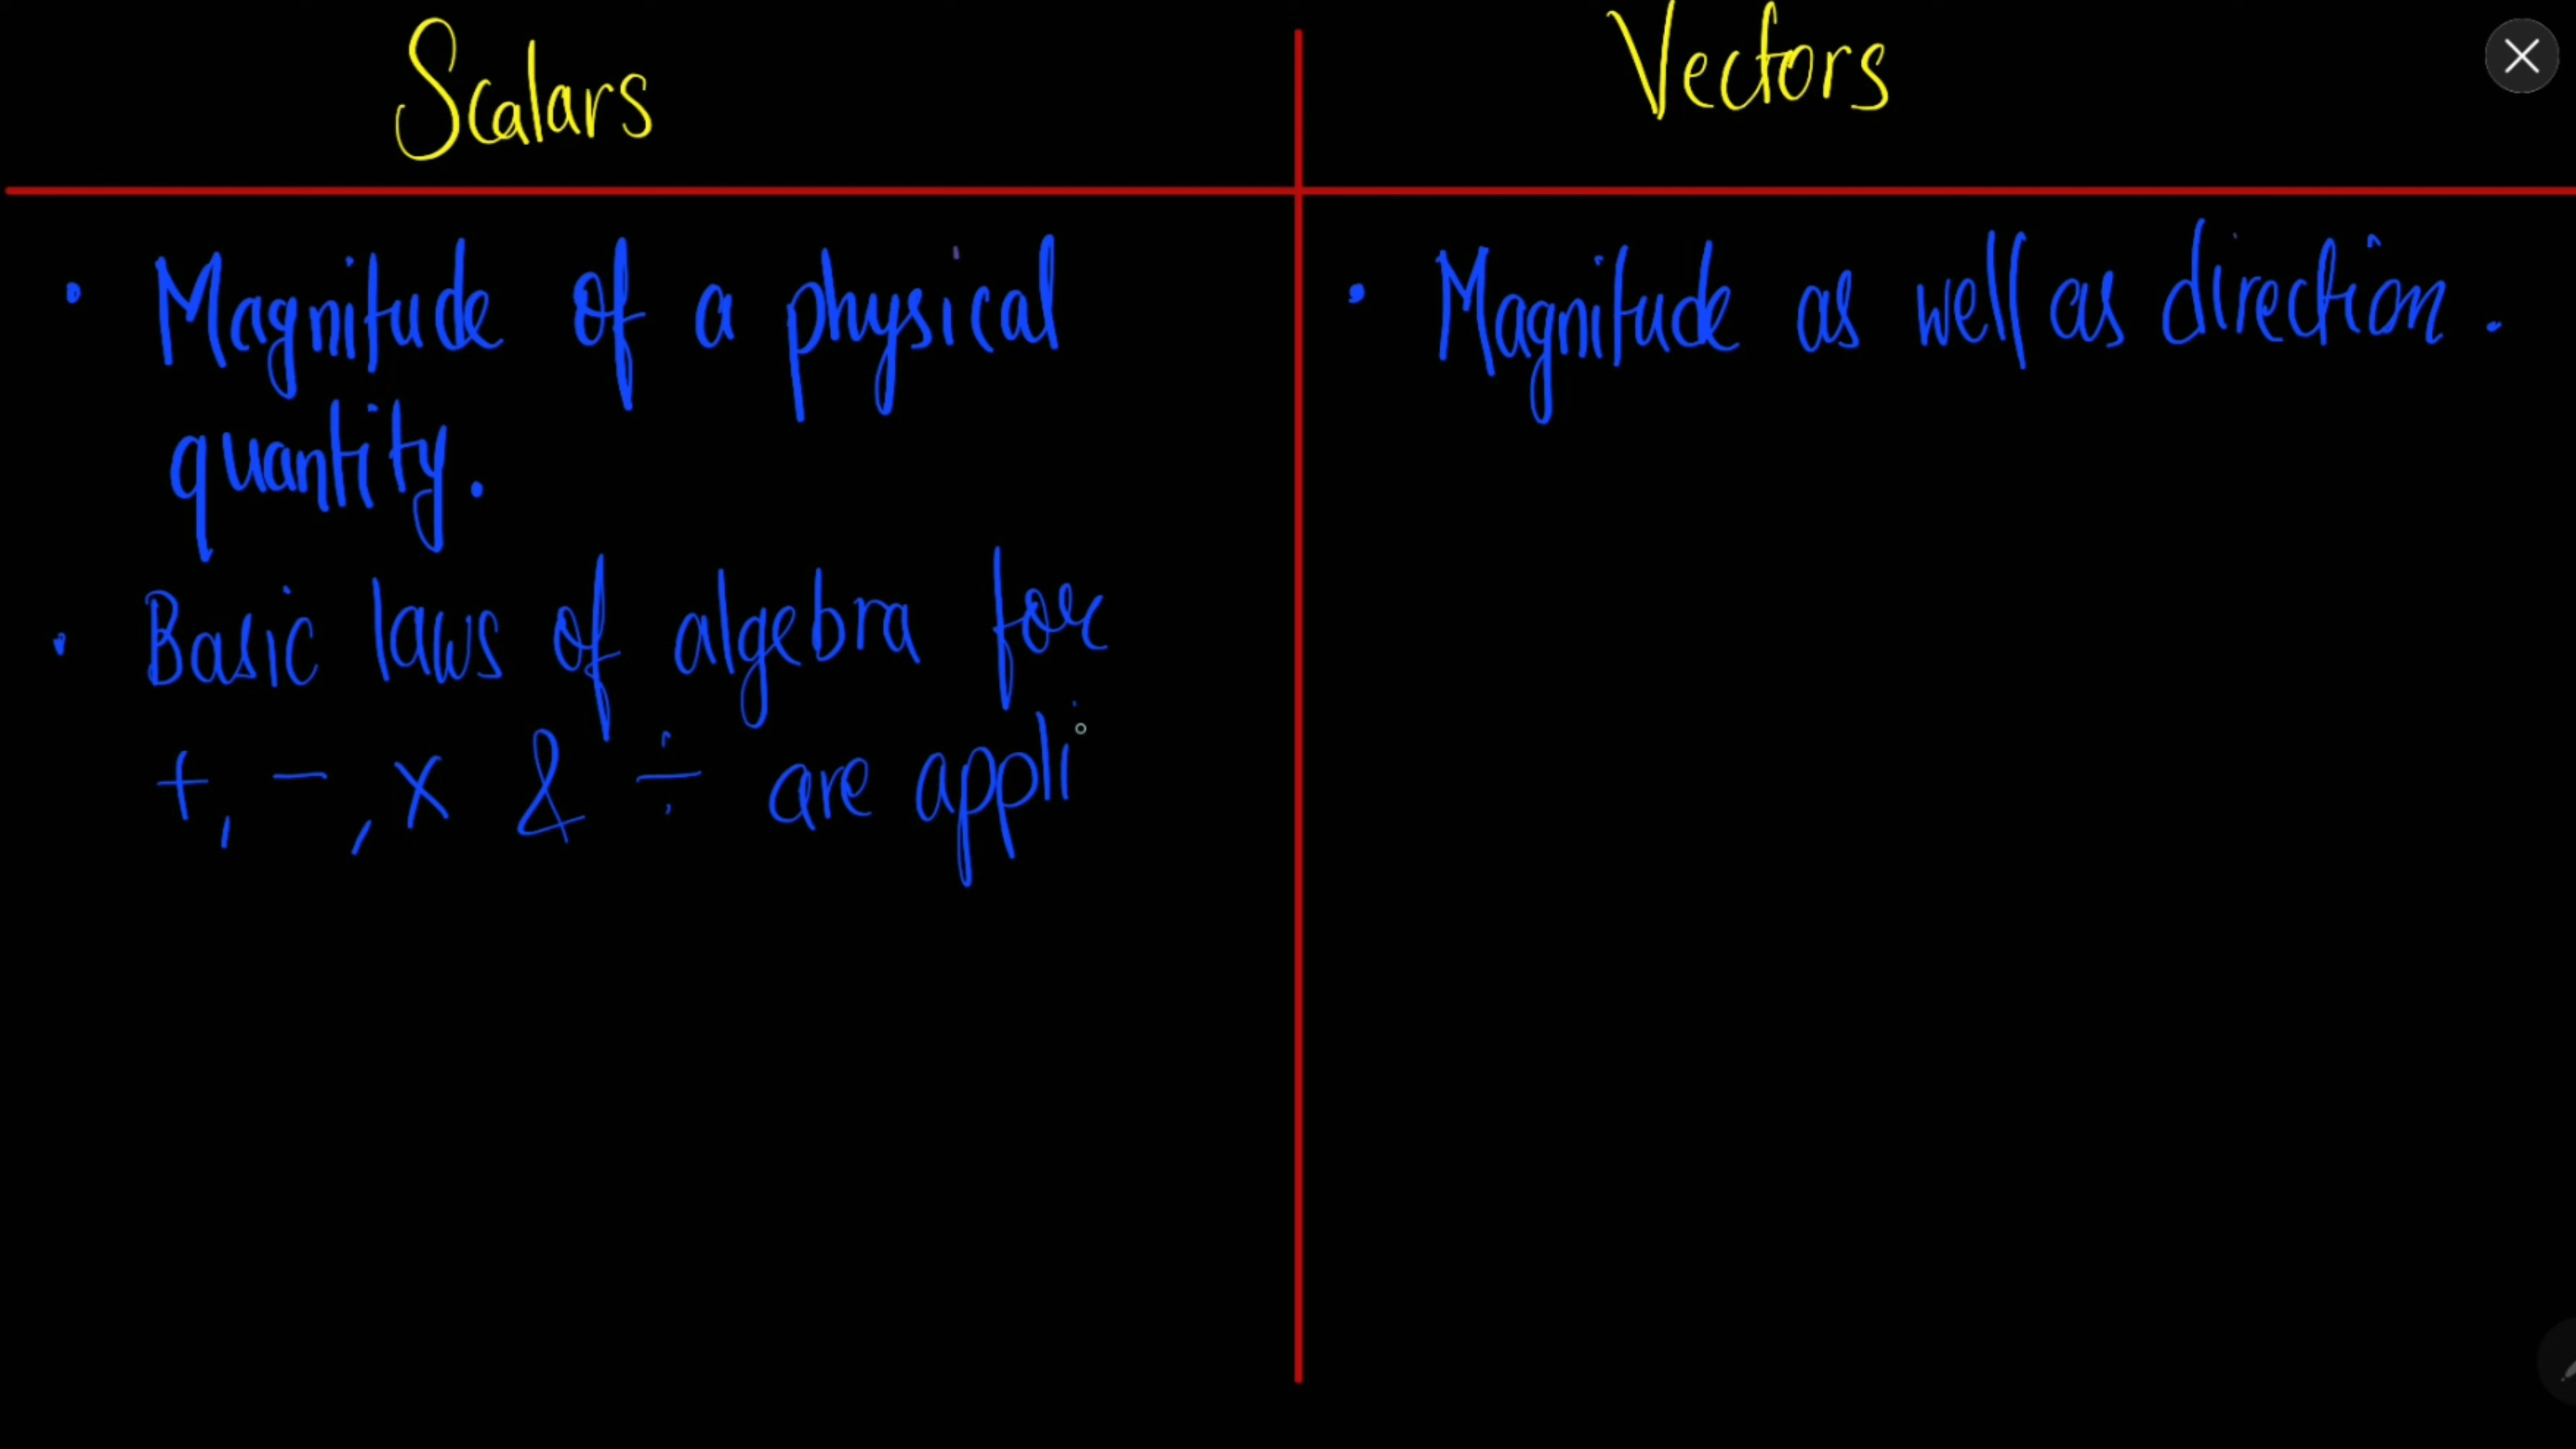 Scalars
Vectors
• Magnitude of a physical
quantity.
• Basic laws of algebra for
+, -, x & ÷ are appli
• Magnitude as well as direction.